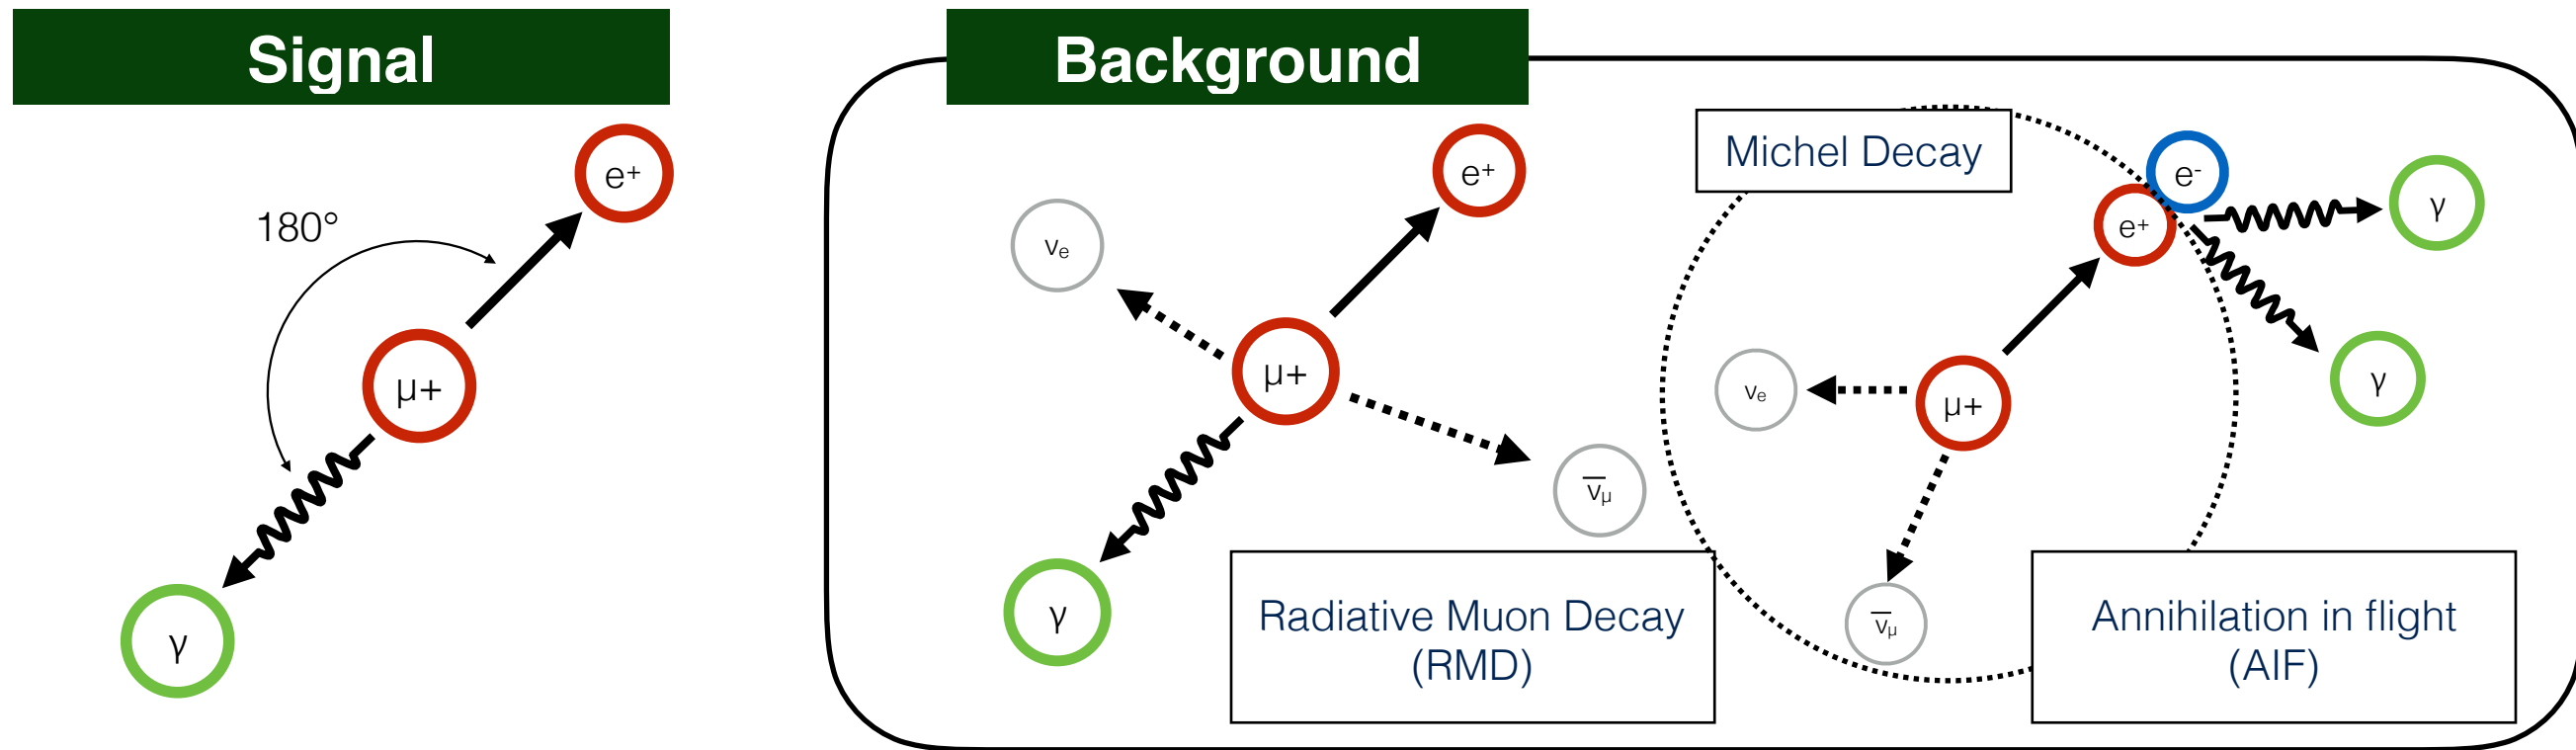 Signal
180°
e+
μ+
γ
Background
e+
νe
μ+
ν̅μ
γ
Radiative Muon Decay
(RMD)
Michel Decay
e-
e+
γ
γ
νe
μ+
ν̅μ
Annihilation in flight
(AIF)